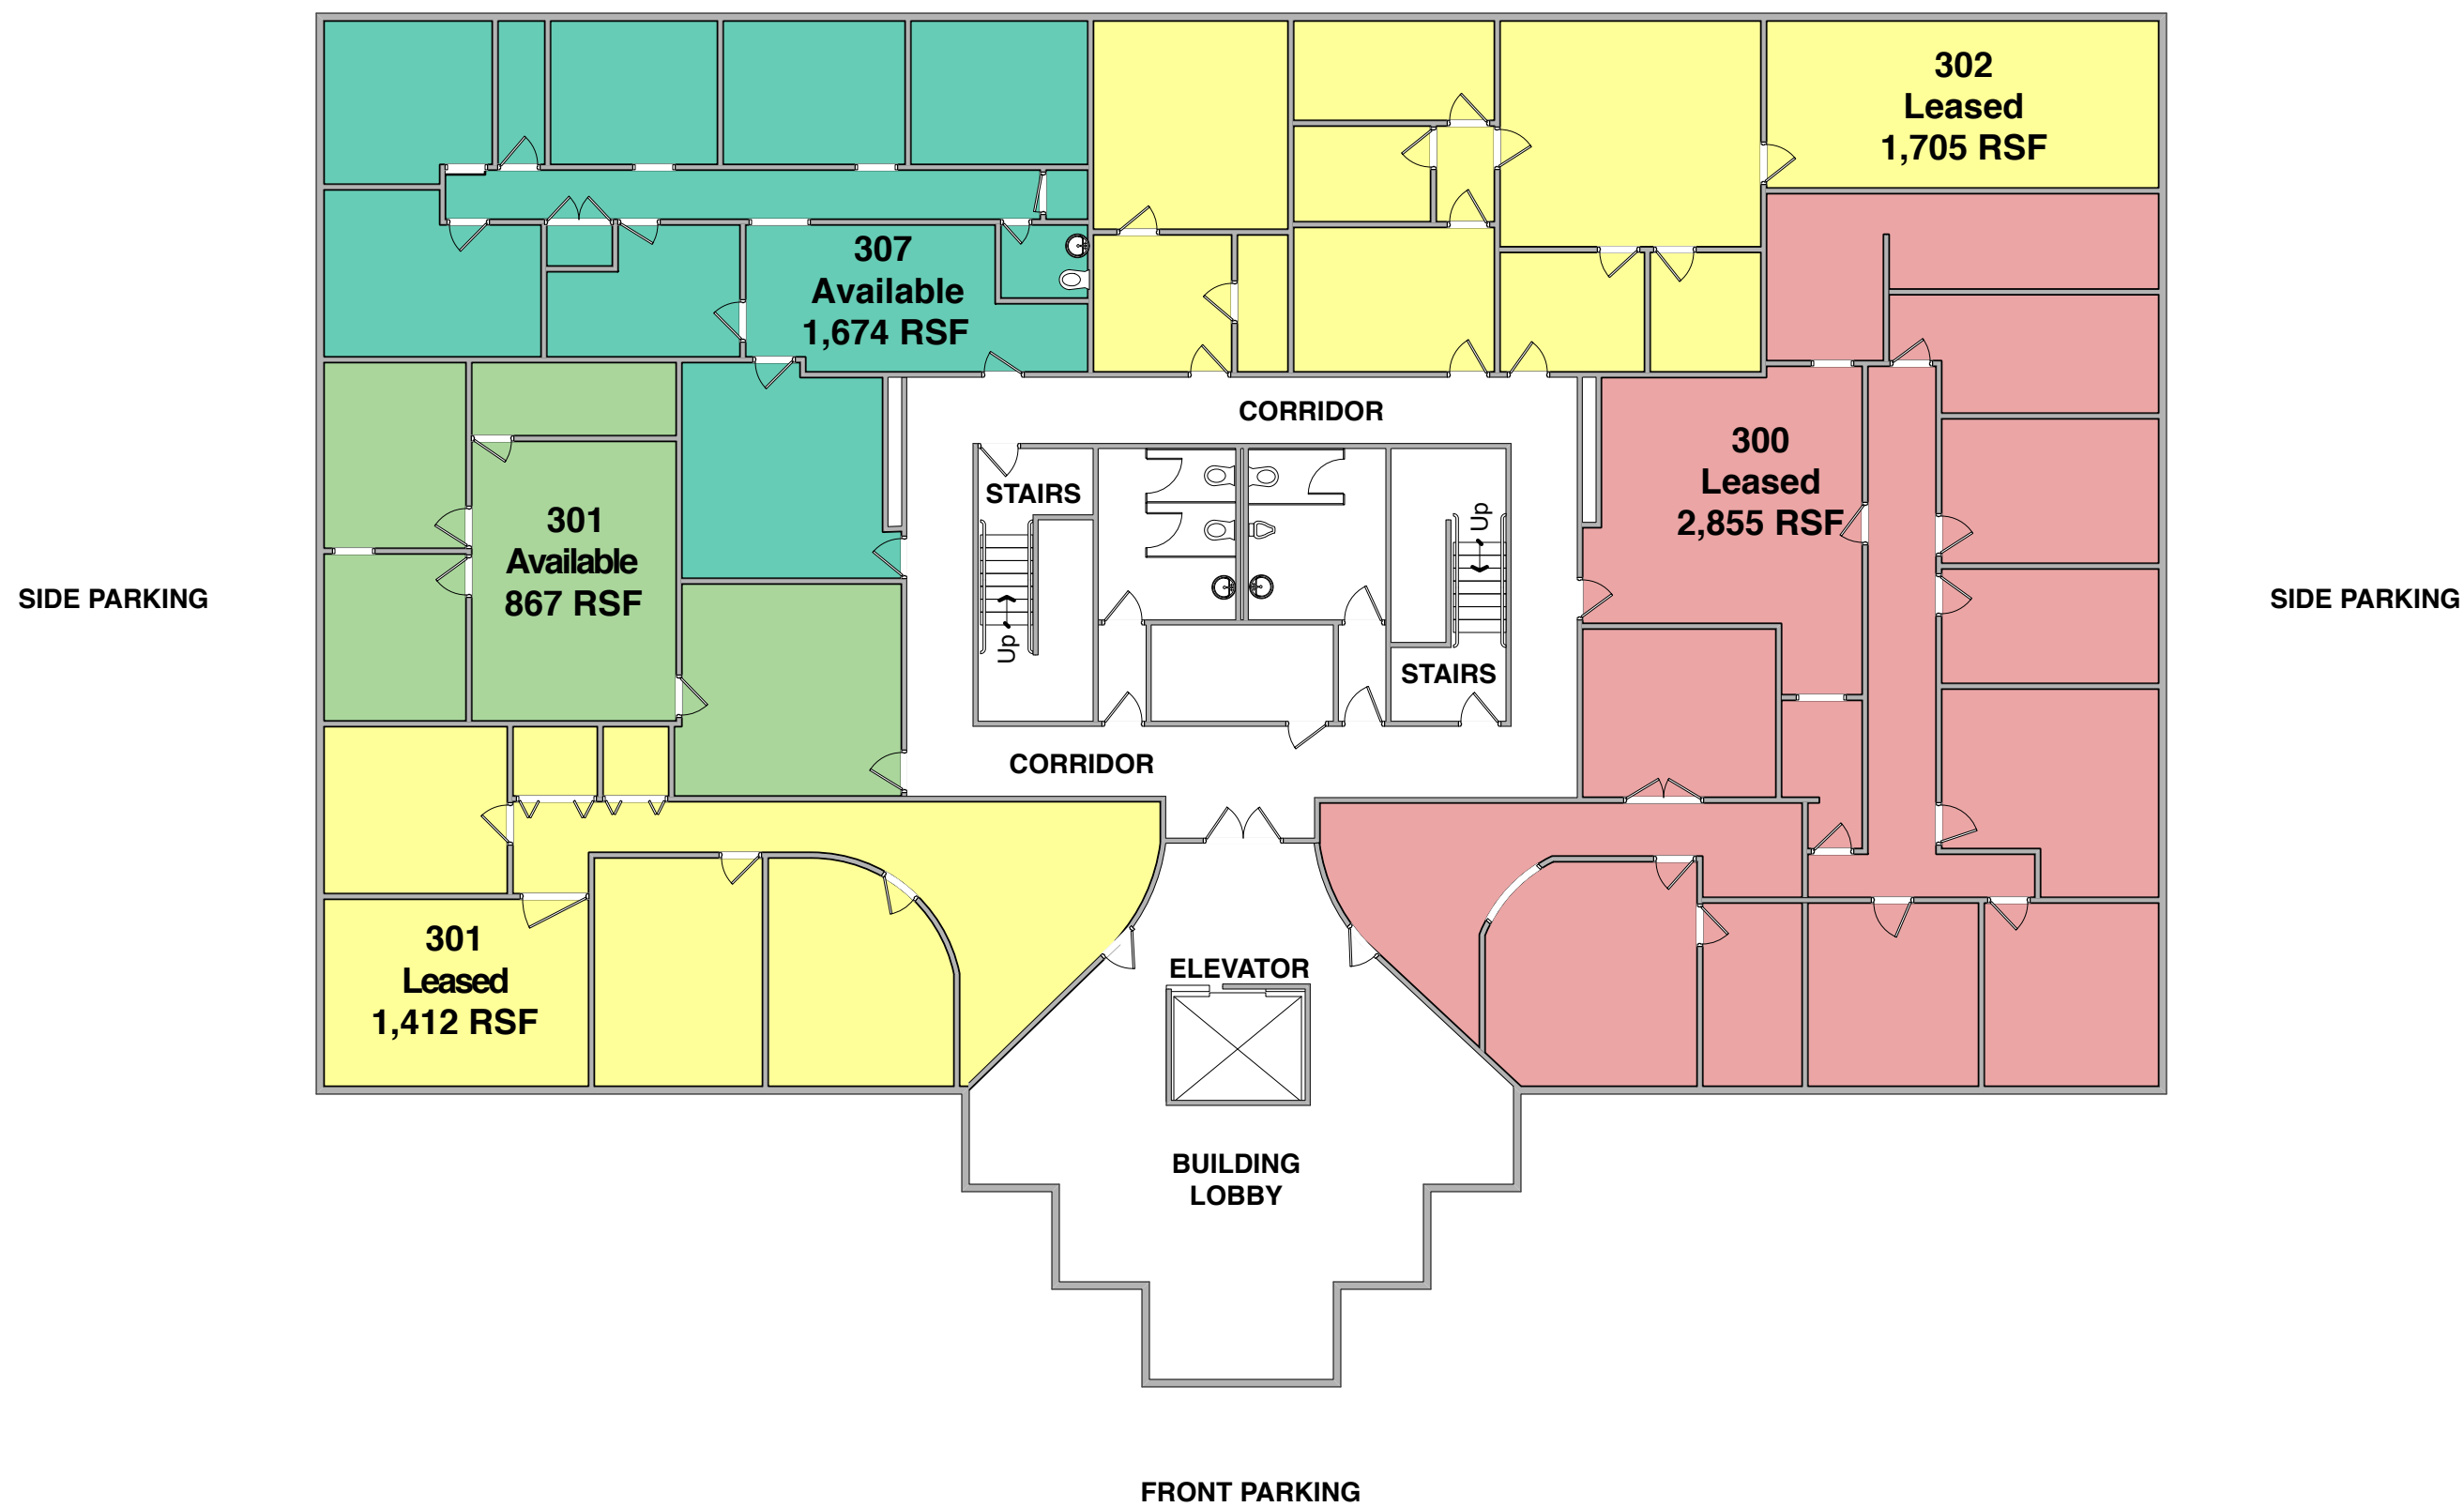 302
Leased
1,705 RSF
307
Available
1,674 RSF
CORRIDOR
300
Leased
2,855 RSF
STAIRS
Up
301
Available
867 RSF
SIDE PARKING
SIDE PARKING
Up
STAIRS
CORRIDOR
301
Leased
1,412 RSF
ELEVATOR
BUILDING
LOBBY
FRONT PARKING